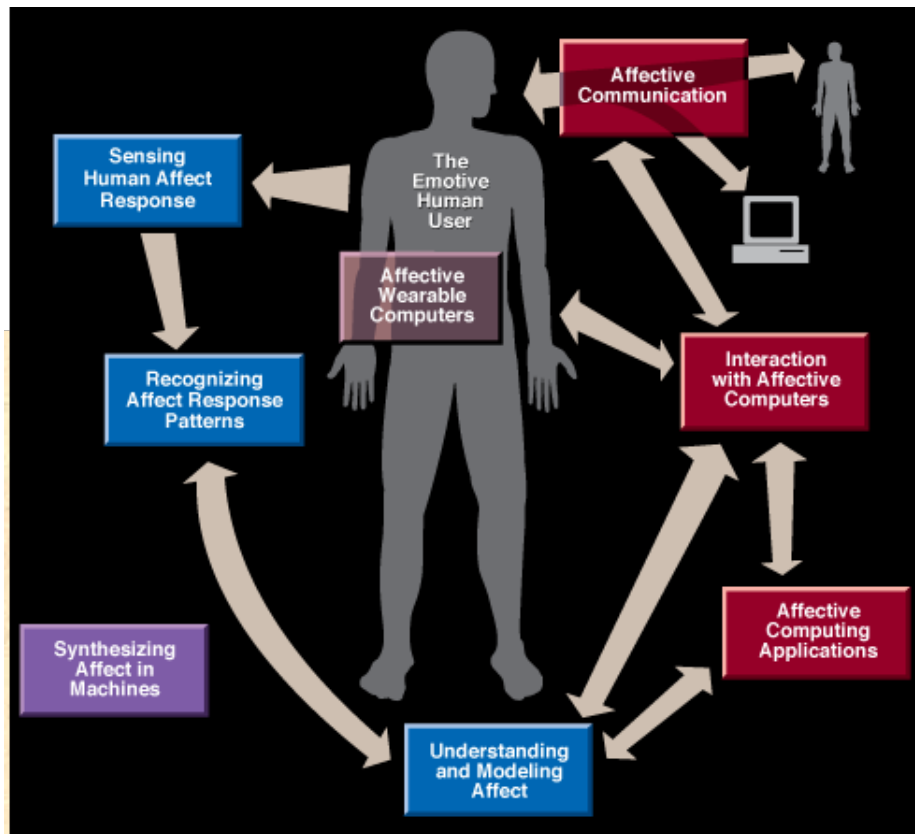 Affective
Communication
Sensing
Human Affect
Response
The
Emotive
Human
User
Affective
Wearable
Computers
Interaction
with Affective
Computers
Recognizing
Affect Response
Patterns
Affective
Computing
Applications
Synthesizing
Affect in
Machines
Understanding
and Modeling
Affect